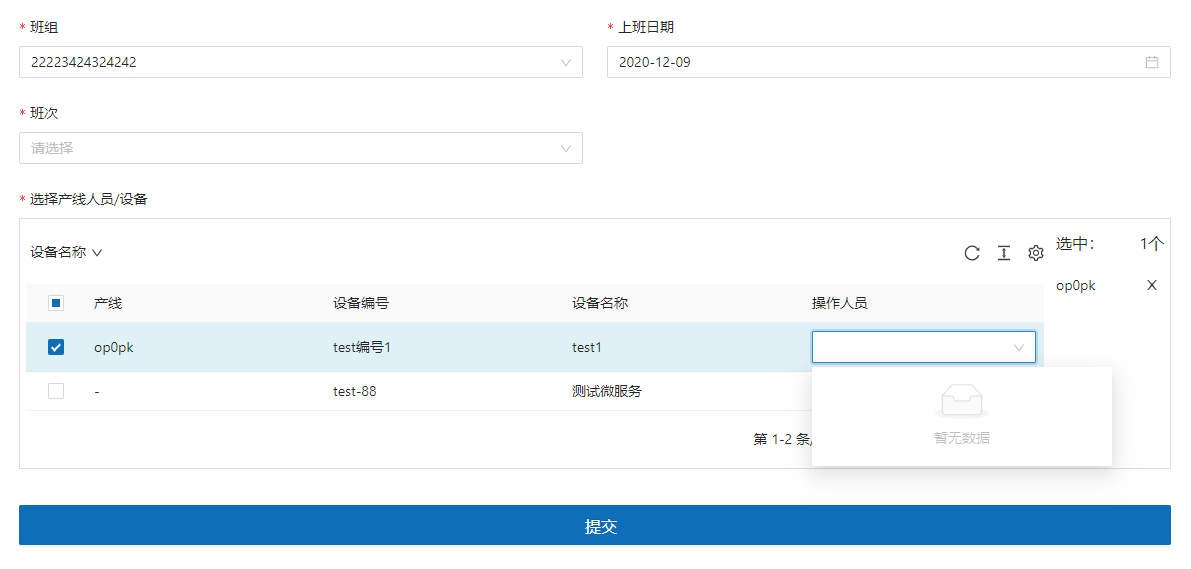 * 班组
* 上班日期
22223424324242
2020-12-09
* 班次
请选择
* 选择产线人员/设备
设备名称
选中：
1个
op0pk
X
产线
设备编号
设备名称
操作人员
op0pk
test编号1
test1
-
test-88
测试微服务
第 1-2 条/
暂无数据
提交